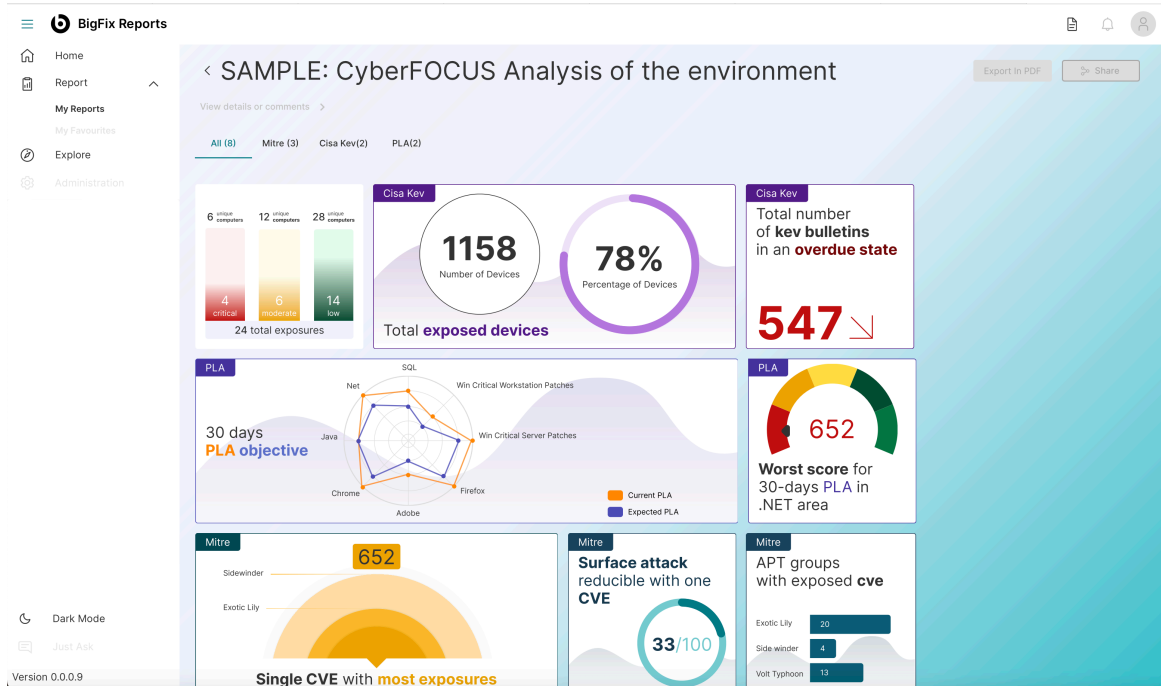 BigFix Reports
Home
Report
My Reports
My Favourites
Explore
Administration
Dark Mode
Just Ask
Version 0.0.0.9
SAMPLE: CyberFOCUS Analysis of the environment
Export In PDF
Share
View details or comments
All (8)
Mitre (3)
Cisa Kev(2)
PLA(2)
6 unique computers
12 unique computers
28 unique computers
4
critical
6
moderate
14
low
24 total exposures
Cisa Kev
1158
Number of Devices
78%
Percentage of Devices
Total exposed devices
Cisa Kev
Total number
of kev bulletins
in an overdue state
547
PLA
30 days
PLA objective
SQL
Net
Win Critical Workstation Patches
Java
Win Critical Server Patches
Chrome
Firefox
Adobe
Current PLA
Expected PLA
PLA
652
Worst score for
30-days PLA in
.NET area
Mitre
652
Sidewinder
Exotic Lily
Single CVE with most exposures
Mitre
Surface attack
reducible with one
CVE
33/100
Mitre
APT groups
with exposed cve
Exotic Lily 20
Side winder 4
Volt Typhoon 13